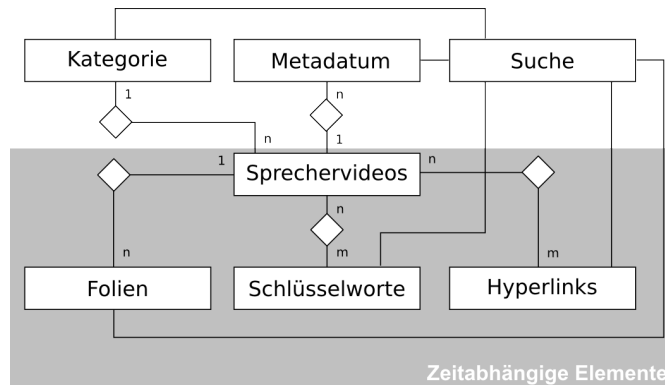 Kategorie
Metadatum
Suche
1
n
n
1
1
n
Sprechervideos
n
n
m
m
Folien
Schlüsselworte
Hyperlinks
Zeitabhängige Elemente